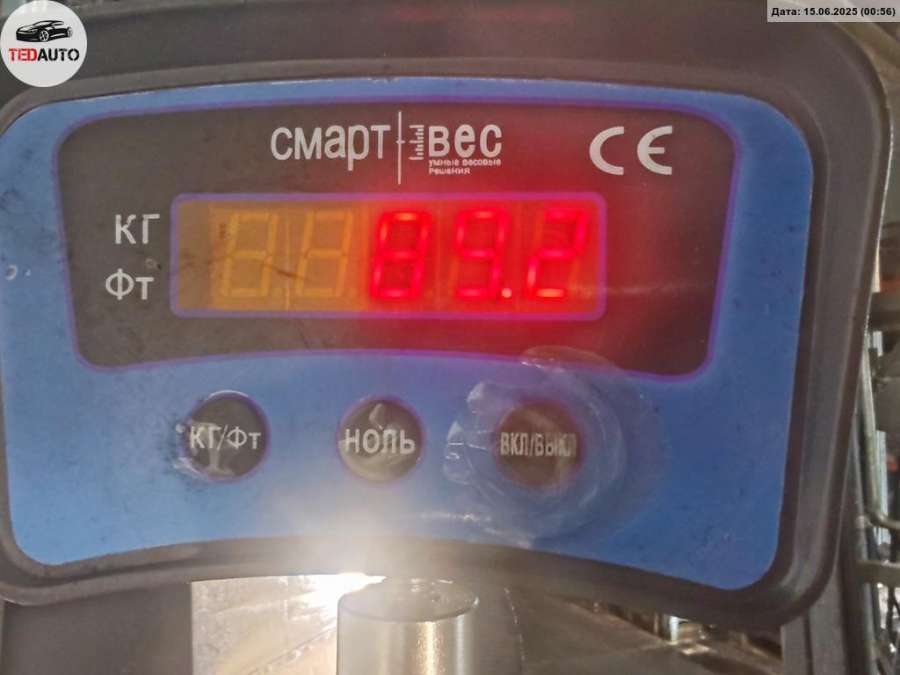 TEDAUTO
Дата: 15.06.2025 (00:56)
СМАРТ ВЕС
умные весовые
решения
CE
КГ
Фт
89.2
КГ/Фт
НОЛЬ
ВКЛ/ВЫКЛ